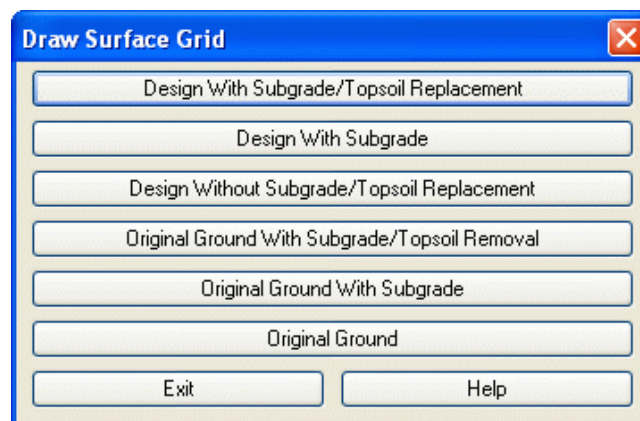 Draw Surface Grid
Design With Subgrade/Topsoil Replacement
Design With Subgrade
Design Without Subgrade/Topsoil Replacement
Original Ground With Subgrade/Topsoil Removal
Original Ground With Subgrade
Original Ground
Exit Help